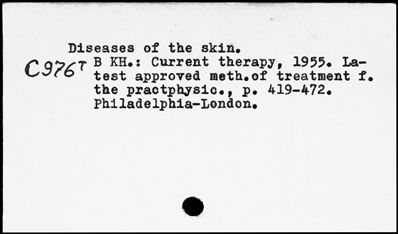 Diseases of the skin.
C976T B KH.: Current therapy, 1955. La-
test approved meth.of treatment f.
the practphysic., p. 419-472.
Philadelphia-London.